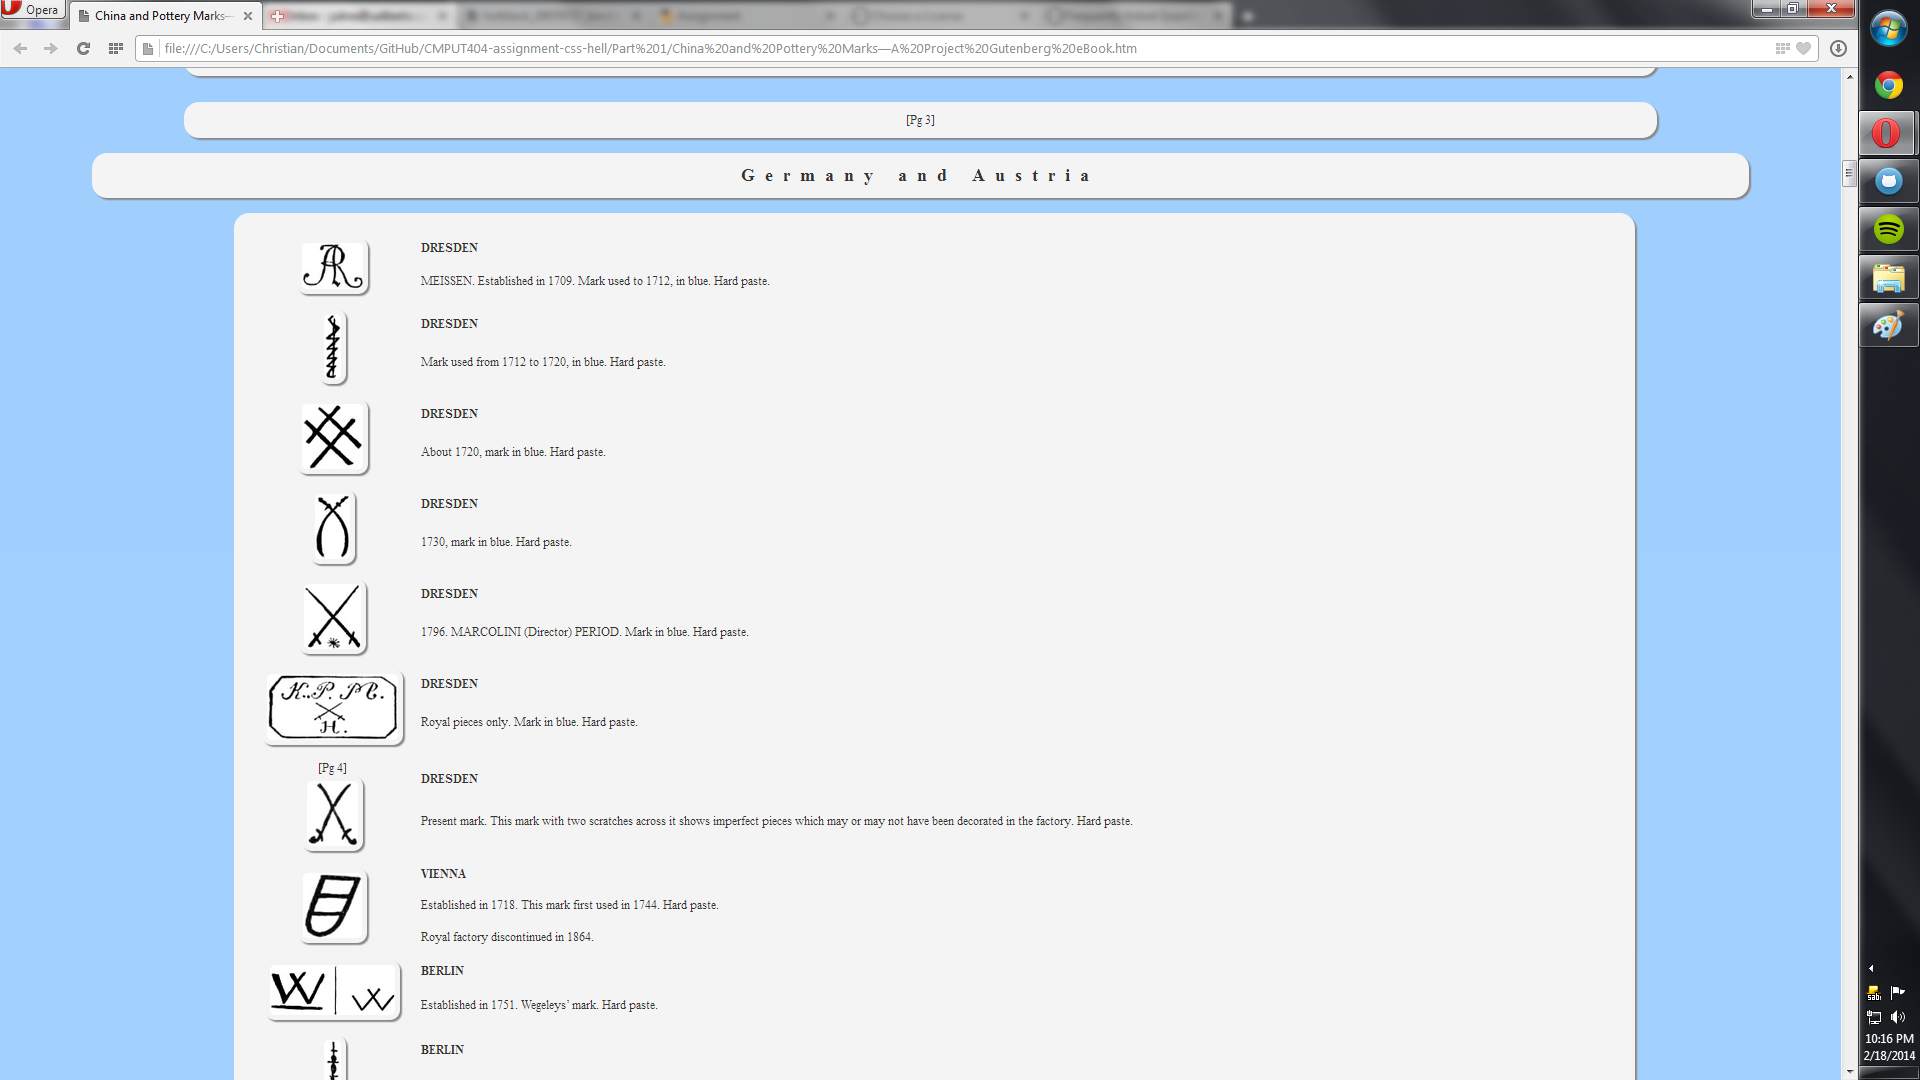 Opera
China and Pottery Marks—
file:///C:/Users/Christian/Documents/GitHub/CMPUT404-assignment-css-hell/Part%201/China%20and%20Pottery%20Marks—A%20Project%20Gutenberg%20eBook.htm
[Pg 3]
Germany and Austria
AR
DRESDEN
MEISSEN. Established in 1709. Mark used to 1712, in blue. Hard paste.
DRESDEN
Mark used from 1712 to 1720, in blue. Hard paste.
DRESDEN
About 1720, mark in blue. Hard paste.
DRESDEN
1730, mark in blue. Hard paste.
DRESDEN
1796. MARCOLINI (Director) PERIOD. Mark in blue. Hard paste.
K.P.M.
H.
DRESDEN
Royal pieces only. Mark in blue. Hard paste.
[Pg 4]
DRESDEN
Present mark. This mark with two scratches across it shows imperfect pieces which may or may not have been decorated in the factory. Hard paste.
VIENNA
Established in 1718. This mark first used in 1744. Hard paste.
Royal factory discontinued in 1864.
W W
BERLIN
Established in 1751. Wegeleys’ mark. Hard paste.
BERLIN
sabi
10:16 PM
2/18/2014